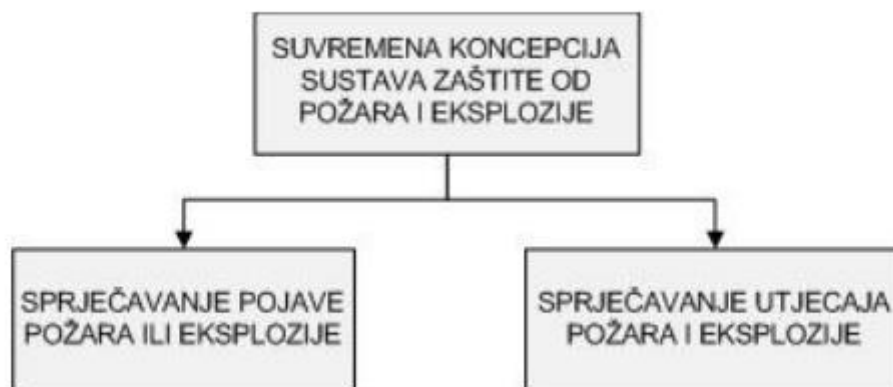 SUVREMENA KONCEPCIJA
SUSTAVA ZAŠTITE OD
POŽARA I EKSPLOZIJE
SPRJEČAVANJE POJAVE
POŽARA ILI EKSPLOZIJE
SPRJEČAVANJE UTJECAJA
POŽARA I EKSPLOZIJE